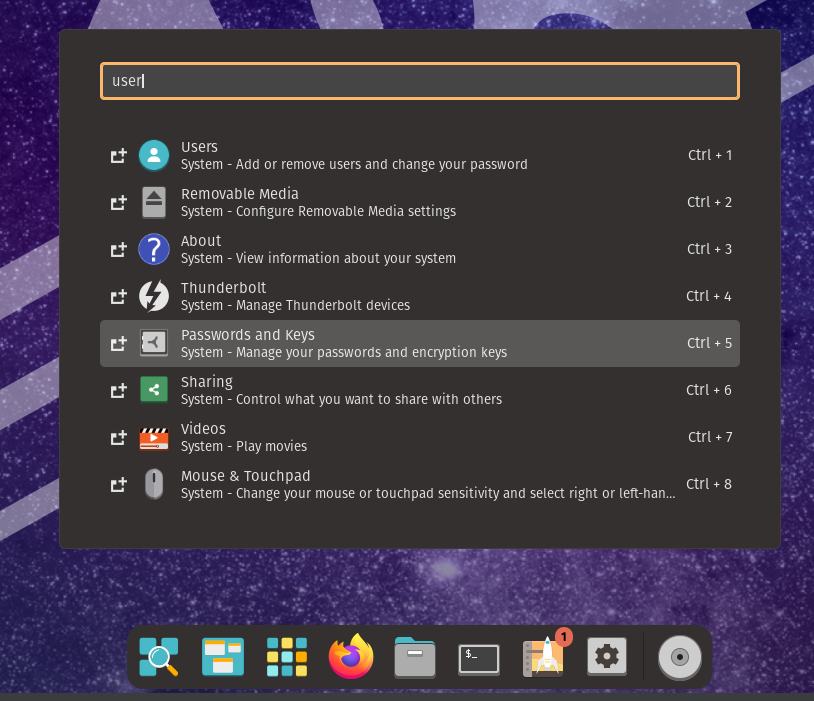 user
Users
System - Add or remove users and change your password
Ctrl + 1
Removable Media
System - Configure Removable Media settings
Ctrl + 2
About
System - View information about your system
Ctrl + 3
Thunderbolt
System - Manage Thunderbolt devices
Ctrl + 4
Passwords and Keys
System - Manage your passwords and encryption keys
Ctrl + 5
Sharing
System - Control what you want to share with others
Ctrl + 6
Videos
System - Play movies
Ctrl + 7
Mouse & Touchpad
System - Change your mouse or touchpad sensitivity and select right or left-han...
Ctrl + 8
$_
1